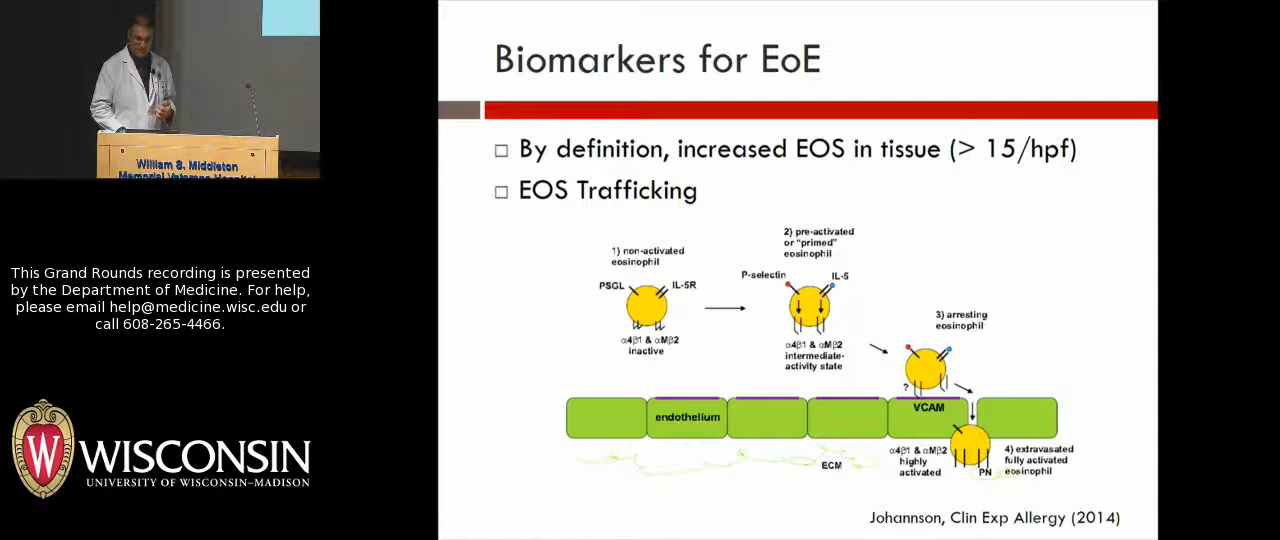 William S. Middleton
Memorial Veterans Hospital
This Grand Rounds recording is presented
by the Department of Medicine. For help,
please email help@medicine.wisc.edu or
call 608-265-4466.
W
WISCONSIN
UNIVERSITY OF WISCONSIN–MADISON
Biomarkers for EoE
By definition, increased EOS in tissue (> 15/hpf)
EOS Trafficking
1) non-activated
eosinophil
PSGL
IL-5R
α4β1 & αMβ2
inactive
2) pre-activated
or "primed"
eosinophil
P-selectin
IL-5
α4β1 & αMβ2
intermediate-
activity state
3) arresting
eosinophil
?
VCAM
endothelium
ECM
α4β1 & αMβ2
highly
activated
PN
4) extravasated
fully activated
eosinophil
Johannson, Clin Exp Allergy (2014)